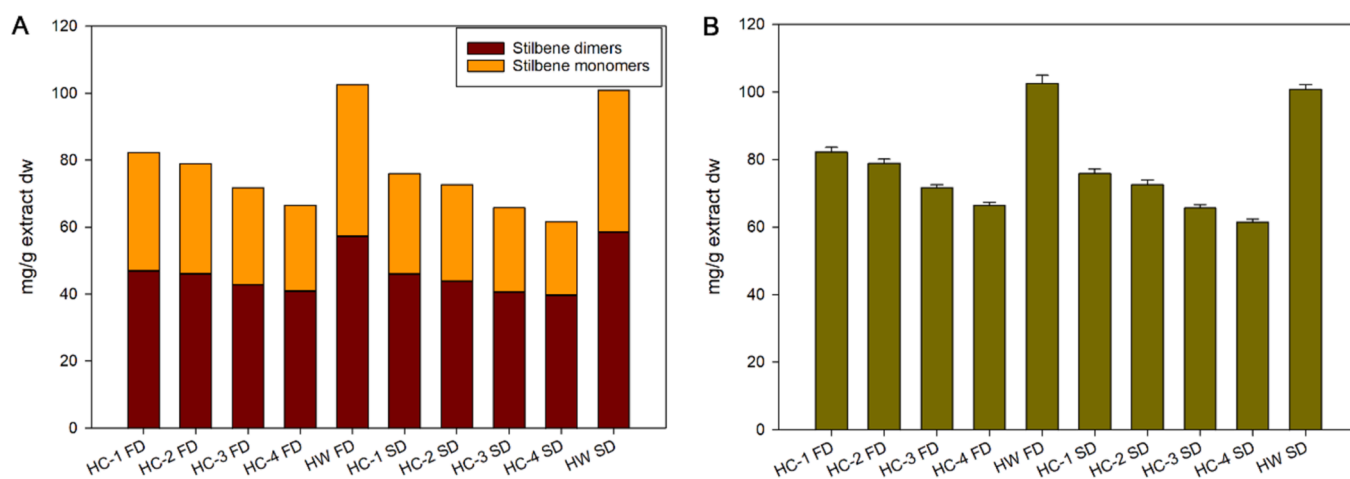 A
mg/g extract dw
120
100
80
60
40
20
0
Stilbene dimers
Stilbene monomers
HC-1 FD
HC-2 FD
HC-3 FD
HC-4 FD
HW FD
HC-1 SD
HC-2 SD
HC-3 SD
HC-4 SD
HW SD
B
mg/g extract dw
120
100
80
60
40
20
0
HC-1 FD
HC-2 FD
HC-3 FD
HC-4 FD
HW FD
HC-1 SD
HC-2 SD
HC-3 SD
HC-4 SD
HW SD